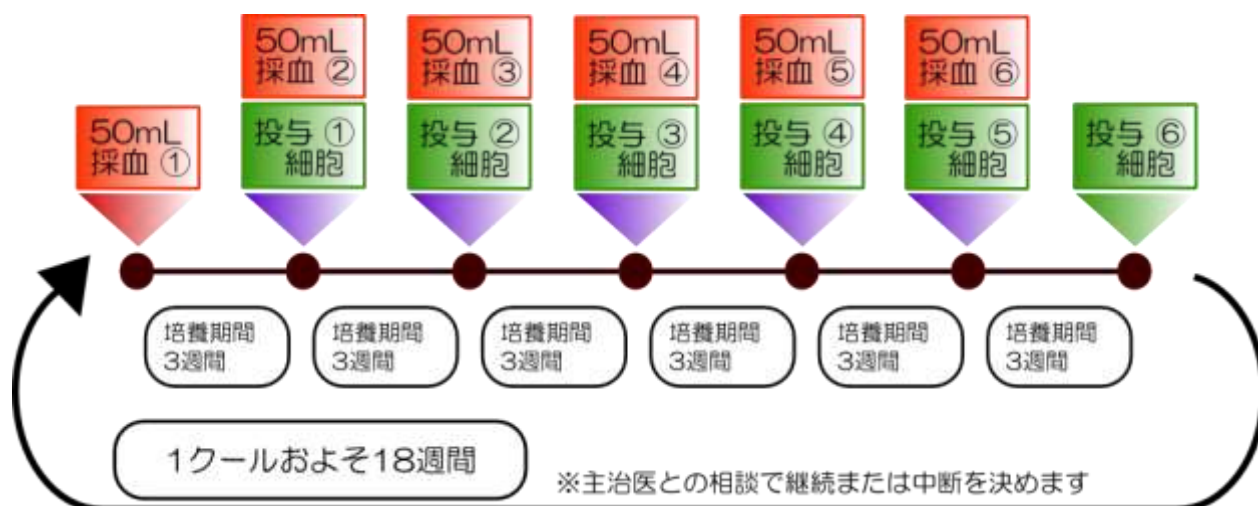 50mL
採血 ①
50mL
採血 ②
投与 ①
細胞
50mL
採血 ③
投与 ②
細胞
50mL
採血 ④
投与 ③
細胞
50mL
採血 ⑤
投与 ④
細胞
50mL
採血 ⑥
投与 ⑤
細胞
投与 ⑥
細胞
培養期間
3週間
培養期間
3週間
培養期間
3週間
培養期間
3週間
培養期間
3週間
培養期間
3週間
1クールおよそ18週間
※主治医との相談で継続または中断を決めます